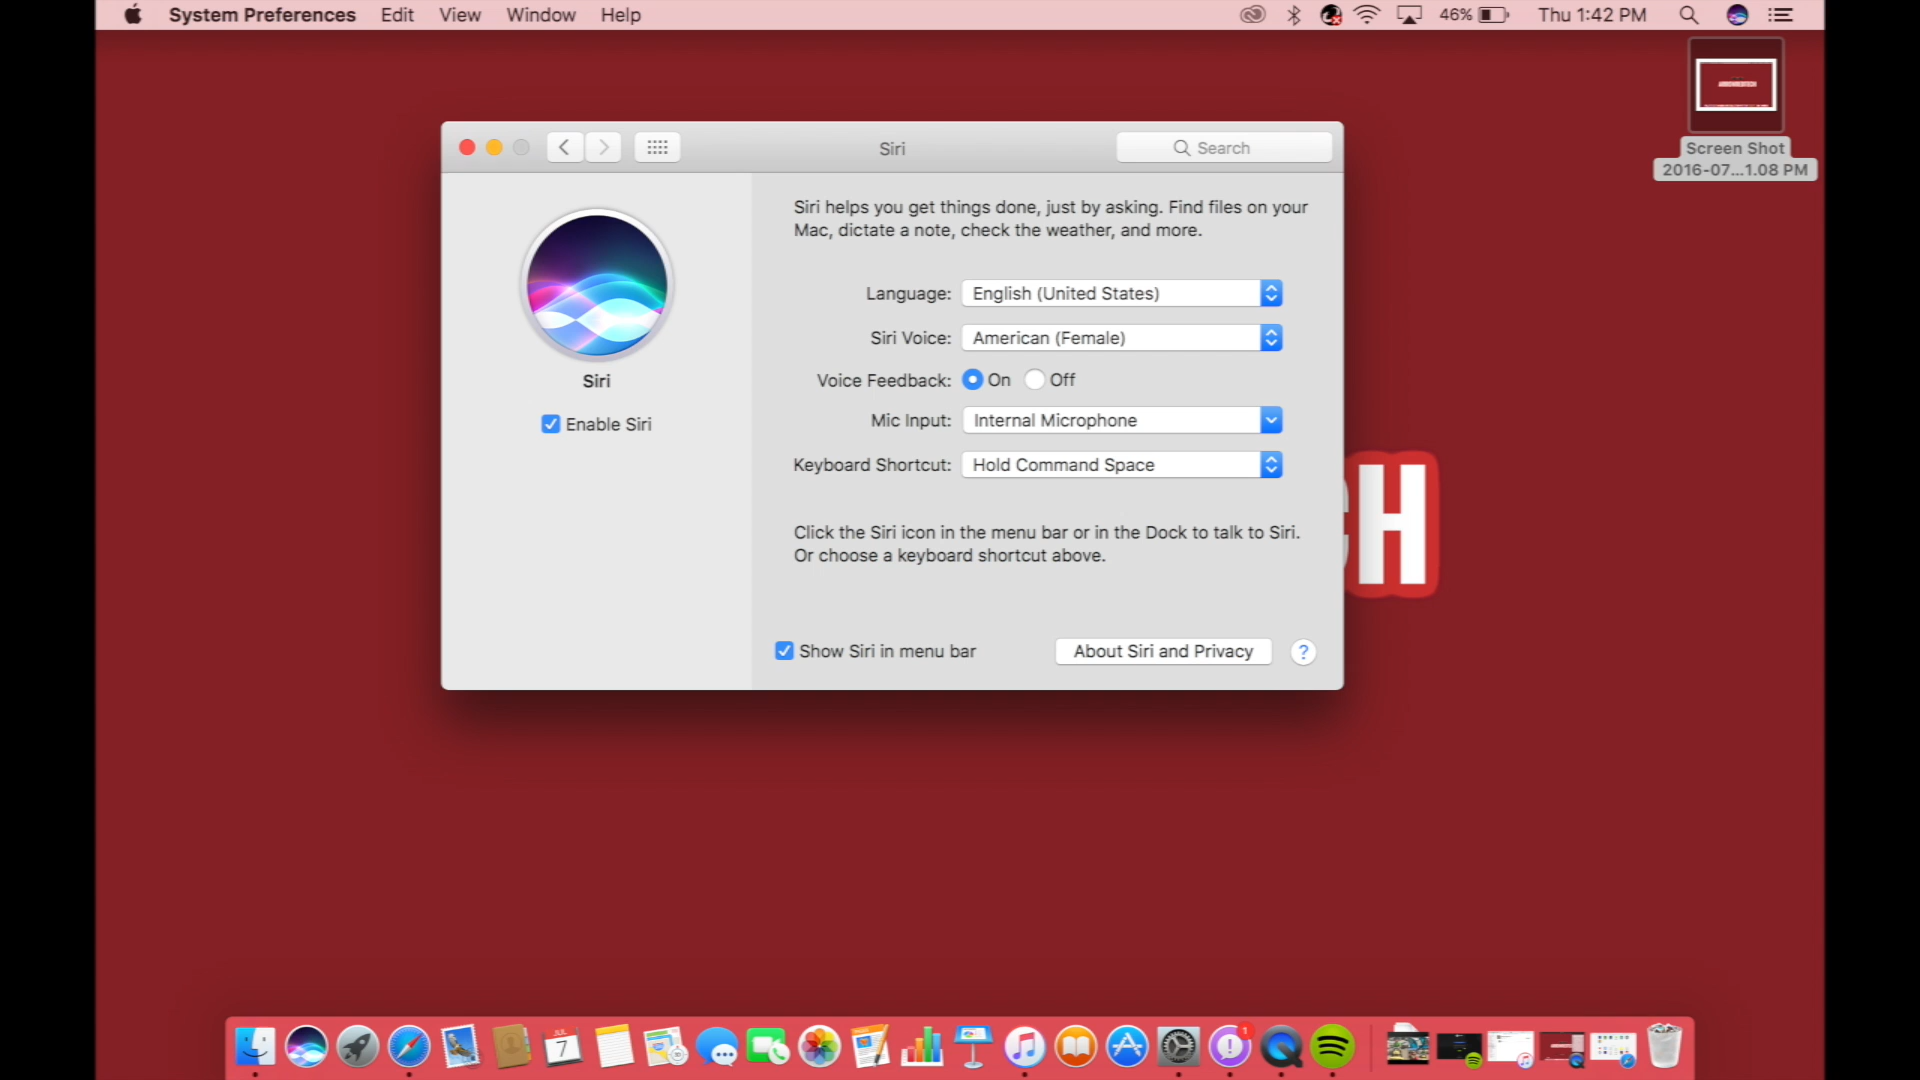 System Preferences Edit View Window Help
46% Thu 1:42 PM
Screen Shot
2016-07...1.08 PM
Siri
Search
Siri helps you get things done, just by asking. Find files on your
Mac, dictate a note, check the weather, and more.
Language: English (United States)
Siri Voice: American (Female)
Siri
Voice Feedback: On Off
Enable Siri
Mic Input: Internal Microphone
Keyboard Shortcut: Hold Command Space
CH
Click the Siri icon in the menu bar or in the Dock to talk to Siri.
Or choose a keyboard shortcut above.
Show Siri in menu bar
About Siri and Privacy
?
JUL
7
1